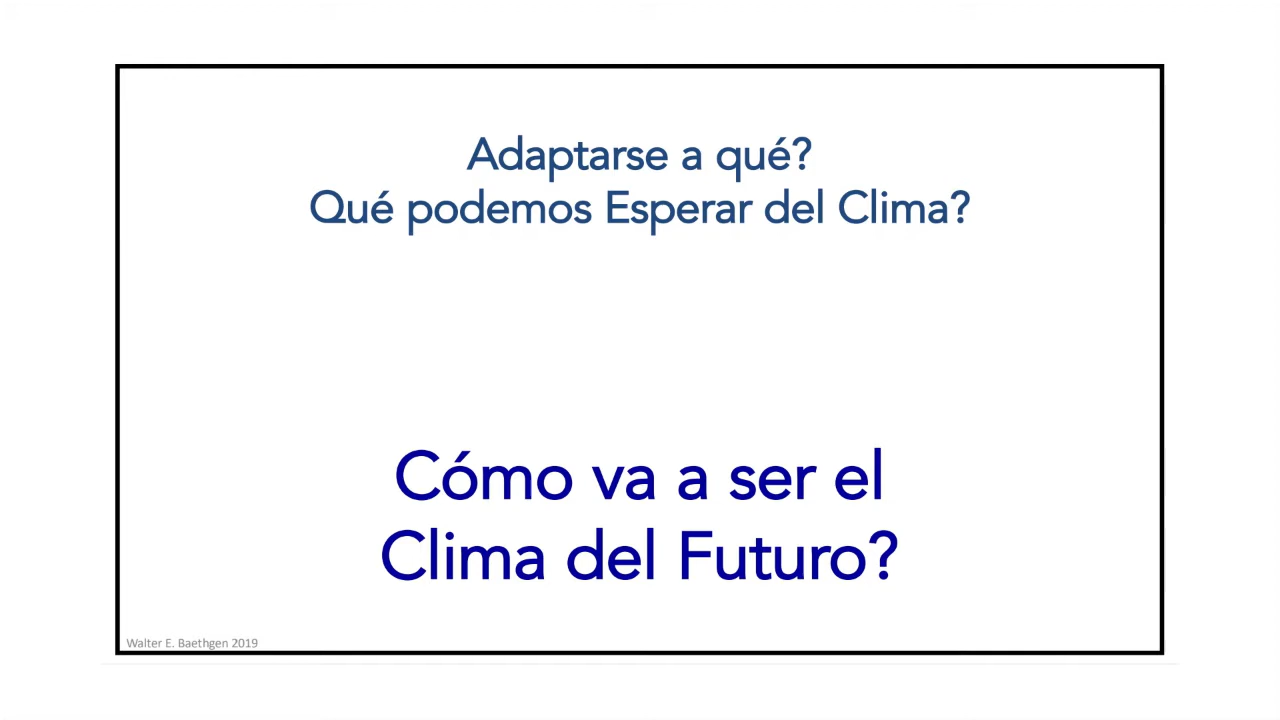 Adaptarse a qué?
Qué podemos Esperar del Clima?
Cómo va a ser el
Clima del Futuro?
Walter E. Baethgen 2019